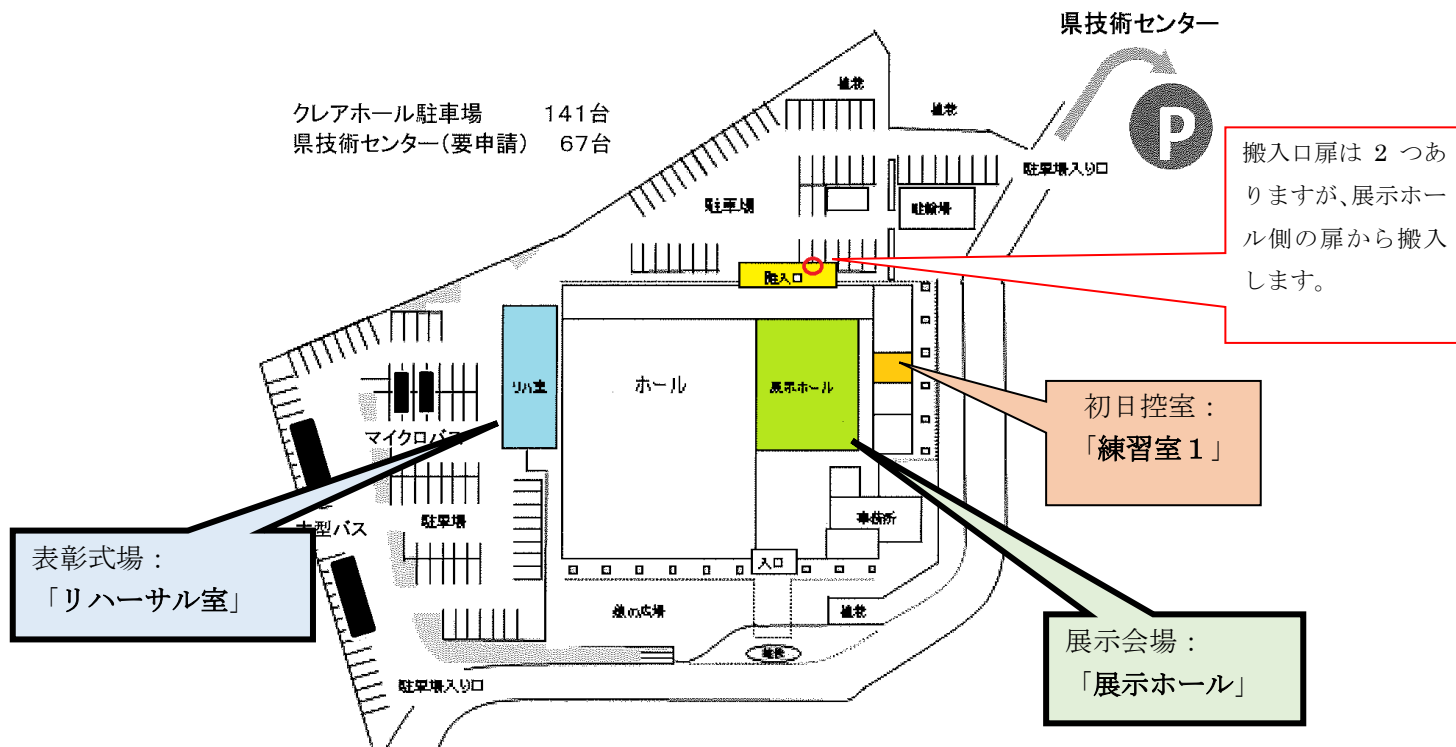 県技術センター
クレアホール駐車場 141台
県技術センター(要申請) 67台
植栽
植栽
駐車場入り口
搬入口扉は 2 つあ
りますが、展示ホー
ル側の扉から搬入
します。
駐車場
駐輪場
搬入口
リハ室
ホール
展示ホール
マイクロバス
初日控室:
「練習室1」
大型バス
駐車場
事務所
表彰式場:
「リハーサル室」
入口
植栽
植栽
駐車場入り口
展示会場:
「展示ホール」
P